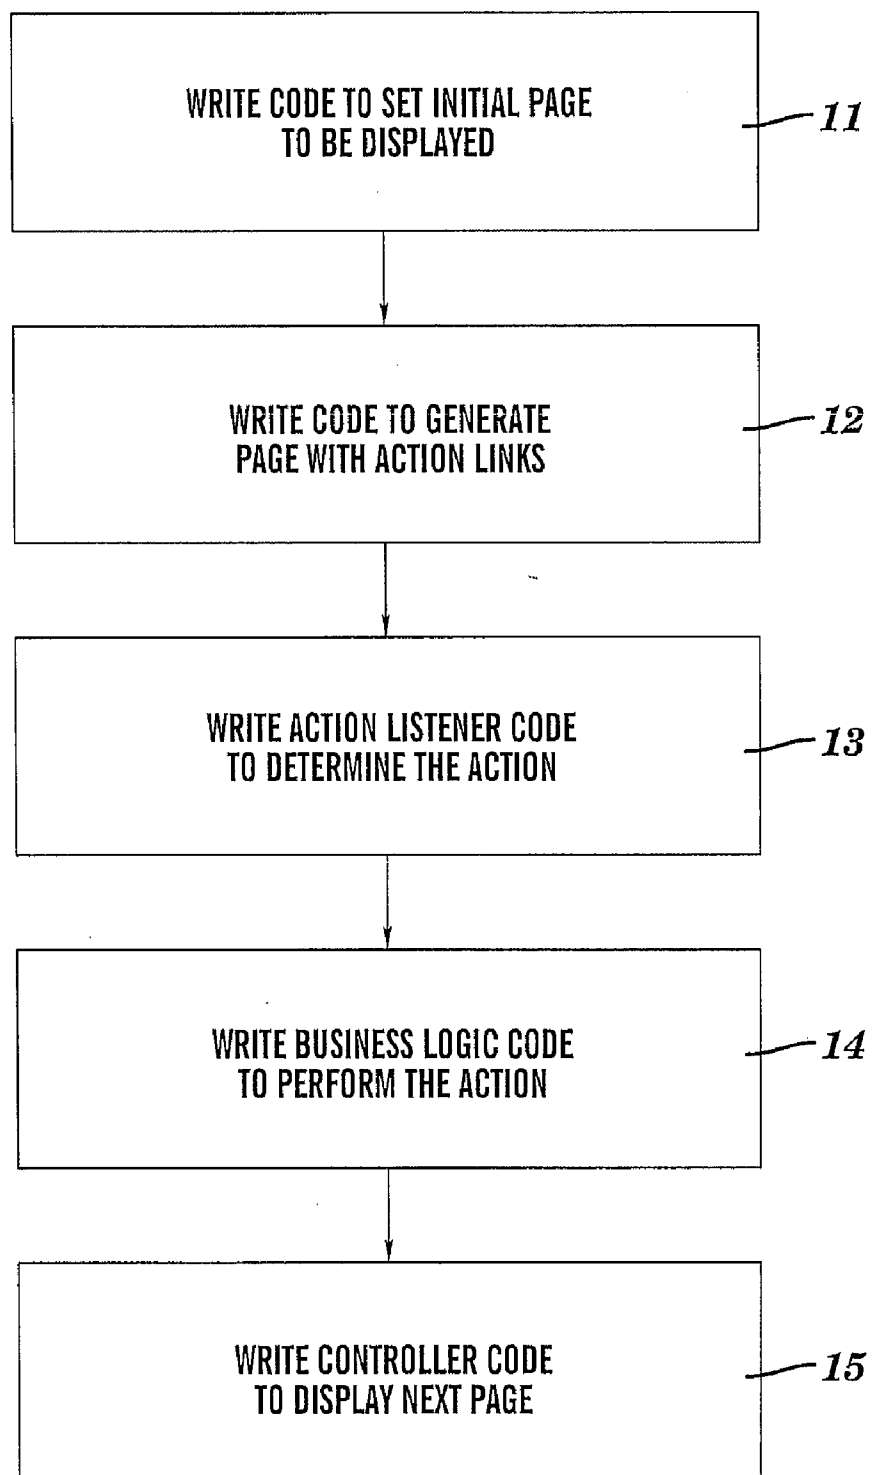 WRITE CODE TO SET INITIAL PAGE
TO BE DISPLAYED
11
WRITE CODE TO GENERATE
PAGE WITH ACTION LINKS
12
WRITE ACTION LISTENER CODE
TO DETERMINE THE ACTION
13
WRITE BUSINESS LOGIC CODE
TO PERFORM THE ACTION
14
WRITE CONTROLLER CODE
TO DISPLAY NEXT PAGE
15